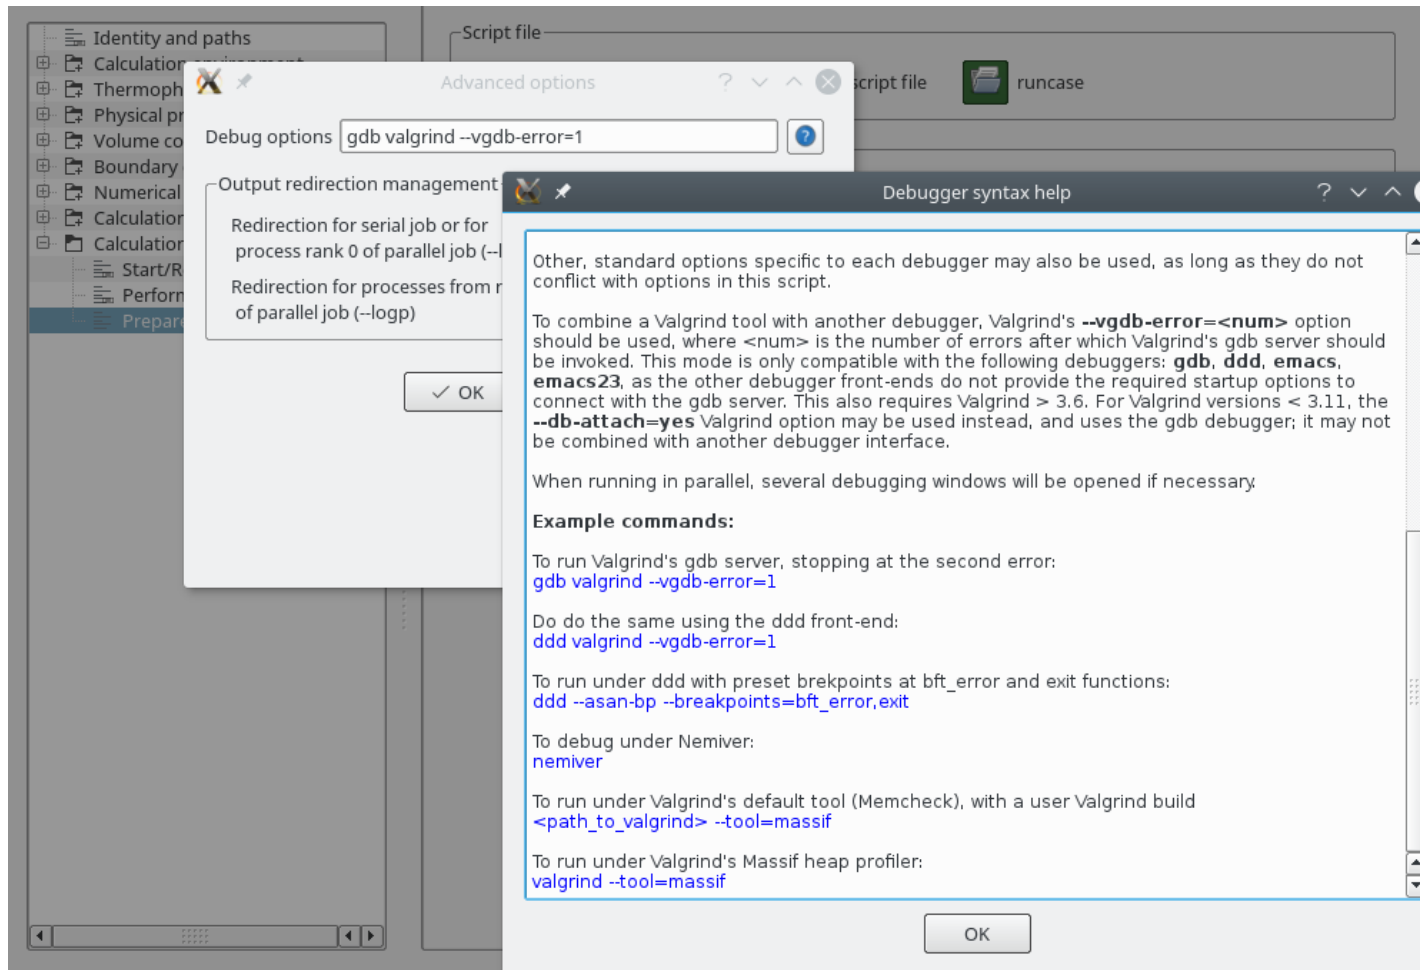 Identity and paths
Calculation environment
Thermoph
Physical pr
Volume co
Boundary
Numerical
Calculation
Calculation
Start/R
Perforn
Prepare
Script file
script file
runcase
Advanced options
Debug options
gdb valgrind --vgdb-error=1
Output redirection management
Redirection for serial job or for
process rank 0 of parallel job (--l
Redirection for processes from r
of parallel job (--logp)
OK
Debugger syntax help
Other, standard options specific to each debugger may also be used, as long as they do not
conflict with options in this script.
To combine a Valgrind tool with another debugger, Valgrind's --vgdb-error=<num> option
should be used, where <num> is the number of errors after which Valgrind's gdb server should
be invoked. This mode is only compatible with the following debuggers: gdb, ddd, emacs,
emacs23, as the other debugger front-ends do not provide the required startup options to
connect with the gdb server. This also requires Valgrind > 3.6. For Valgrind versions < 3.11, the
--db-attach=yes Valgrind option may be used instead, and uses the gdb debugger; it may not
be combined with another debugger interface.
When running in parallel, several debugging windows will be opened if necessary.
Example commands:
To run Valgrind's gdb server, stopping at the second error:
gdb valgrind --vgdb-error=1
Do do the same using the ddd front-end:
ddd valgrind --vgdb-error=1
To run under ddd with preset brekpoints at bft_error and exit functions:
ddd --asan-bp --breakpoints=bft_error,exit
To debug under Nemiver:
nemiver
To run under Valgrind's default tool (Memcheck), with a user Valgrind build
<path_to_valgrind> --tool=massif
To run under Valgrind's Massif heap profiler:
valgrind --tool=massif
OK